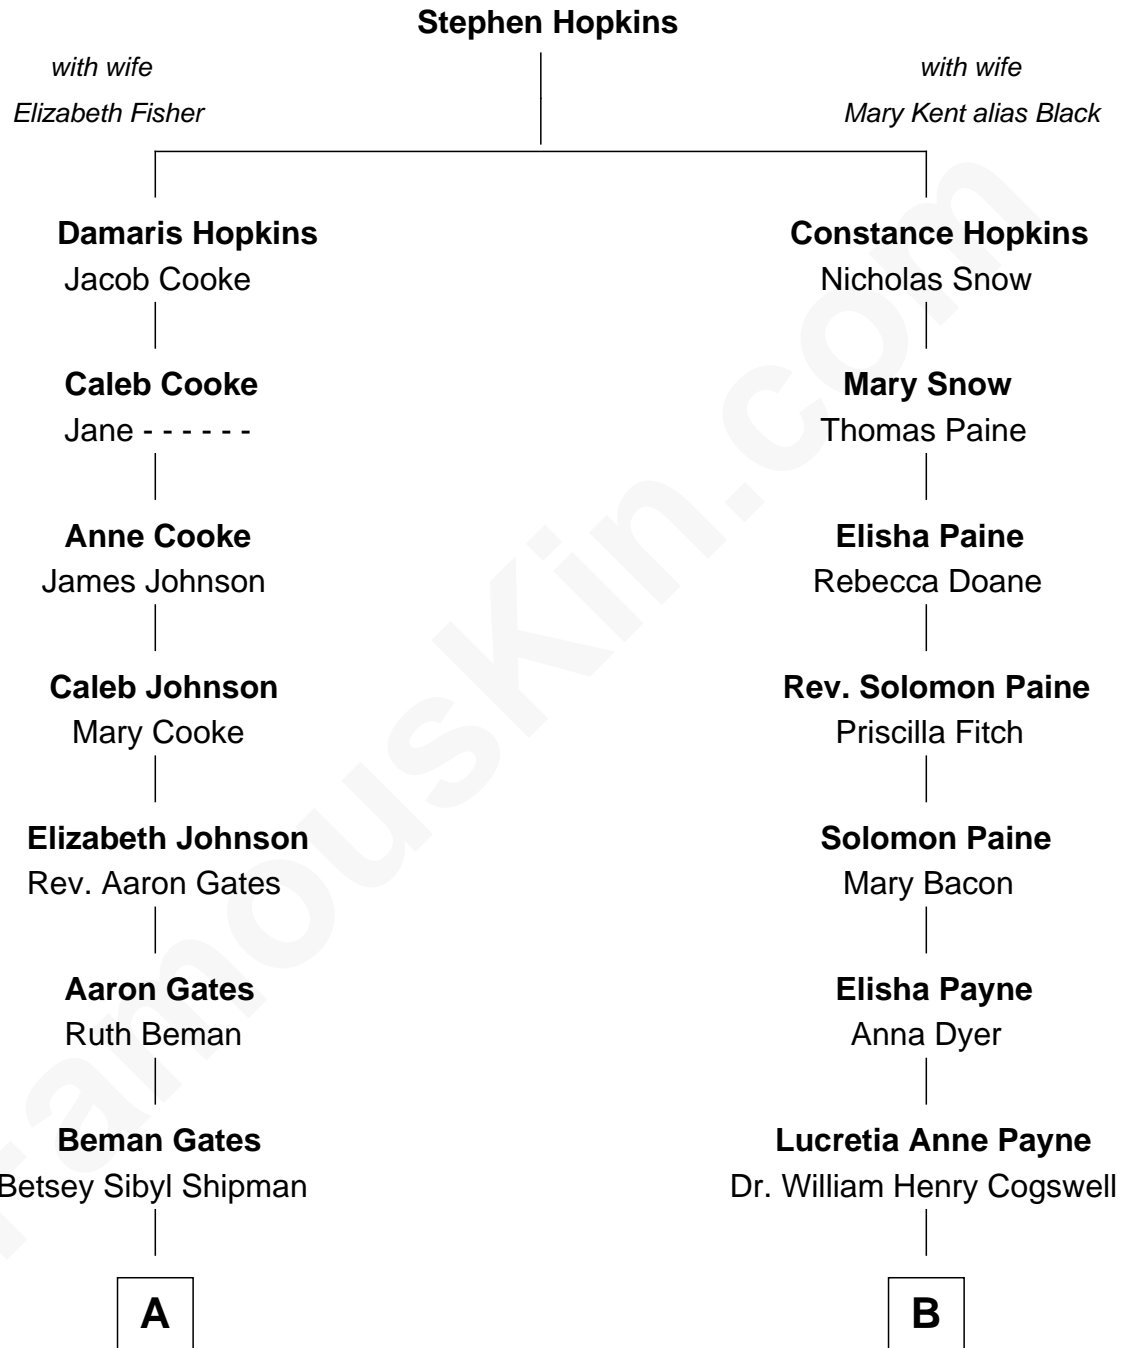 Stephen Hopkins
with wife
Elizabeth Fisher
with wife
Mary Kent alias Black
Damaris Hopkins
Jacob Cooke
Constance Hopkins
Nicholas Snow
Caleb Cooke
Jane - - - - - -
Mary Snow
Thomas Paine
Anne Cooke
James Johnson
Elisha Paine
Rebecca Doane
Caleb Johnson
Mary Cooke
Rev. Solomon Paine
Priscilla Fitch
Elizabeth Johnson
Rev. Aaron Gates
Solomon Paine
Mary Bacon
Aaron Gates
Ruth Beman
Elisha Payne
Anna Dyer
Beman Gates
Betsey Sibyl Shipman
Lucretia Anne Payne
Dr. William Henry Cogswell
A
B
FamousKin.com